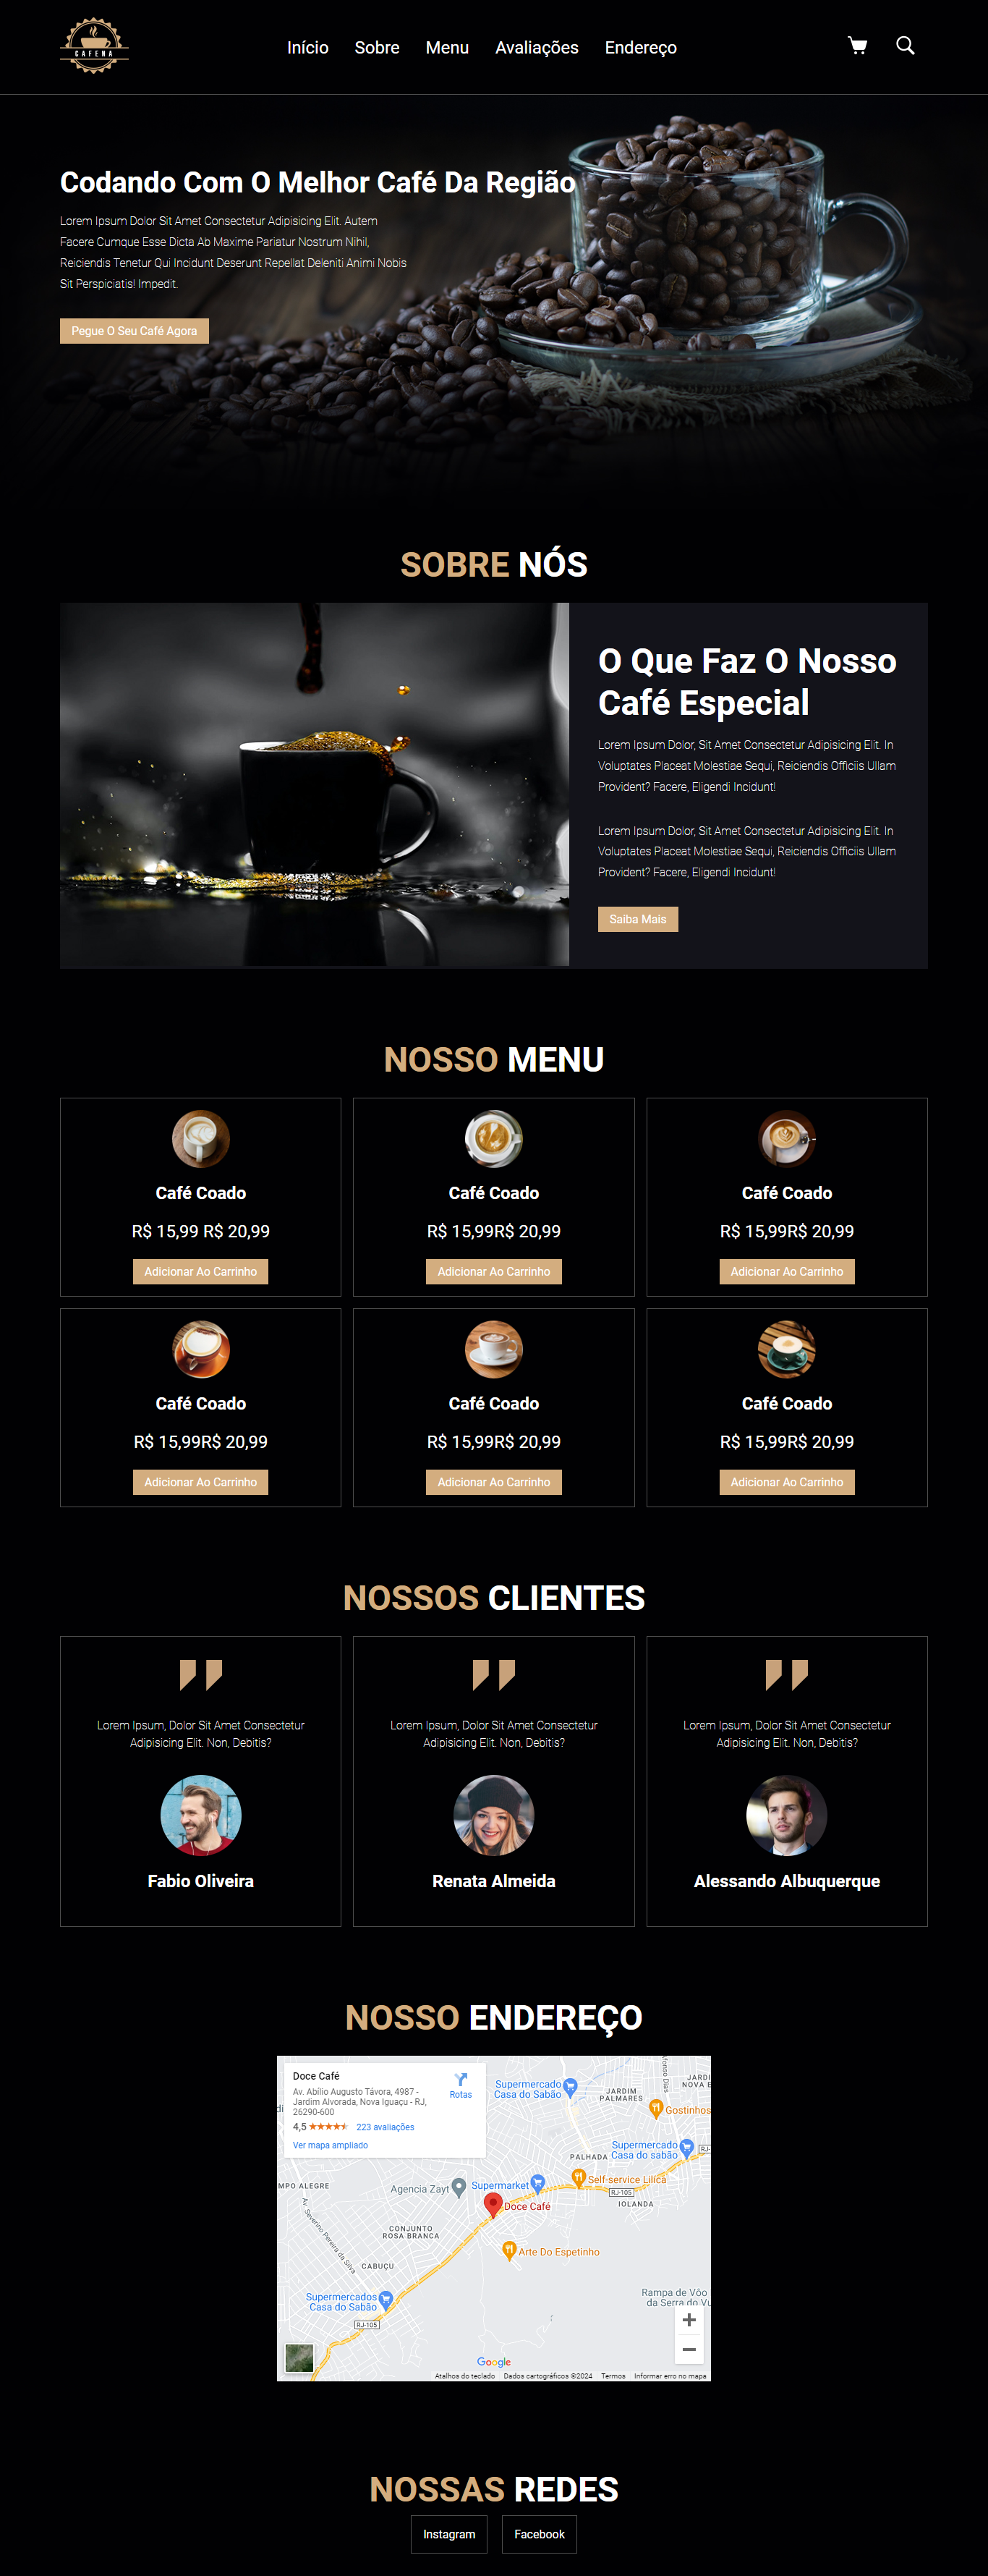 CAFENA
Início Sobre Menu Avaliações Endereço
Codando Com O Melhor Café Da Região
Lorem Ipsum Dolor Sit Amet Consectetur Adipisicing Elit. Autem
Facere Cumque Esse Dicta Ab Maxime Pariatur Nostrum Nihil,
Reiciendis Tenetur Qui Incidunt Deserunt Repellat Deleniti Animi Nobis
Sit Perspiciatis! Impedit.
Pegue O Seu Café Agora
SOBRE NÓS
O Que Faz O Nosso
Café Especial
Lorem Ipsum Dolor, Sit Amet Consectetur Adipisicing Elit. In
Voluptates Placeat Molestiae Sequi, Reiciendis Officiis Ullam
Provident? Facere, Eligendi Incidunt!
Lorem Ipsum Dolor, Sit Amet Consectetur Adipisicing Elit. In
Voluptates Placeat Molestiae Sequi, Reiciendis Officiis Ullam
Provident? Facere, Eligendi Incidunt!
Saiba Mais
NOSSO MENU
Café Coado
R$ 15,99 R$ 20,99
Adicionar Ao Carrinho
Café Coado
R$ 15,99R$ 20,99
Adicionar Ao Carrinho
Café Coado
R$ 15,99R$ 20,99
Adicionar Ao Carrinho
Café Coado
R$ 15,99R$ 20,99
Adicionar Ao Carrinho
Café Coado
R$ 15,99R$ 20,99
Adicionar Ao Carrinho
Café Coado
R$ 15,99R$ 20,99
Adicionar Ao Carrinho
NOSSOS CLIENTES
Lorem Ipsum, Dolor Sit Amet Consectetur
Adipisicing Elit. Non, Debitis?
Fabio Oliveira
Lorem Ipsum, Dolor Sit Amet Consectetur
Adipisicing Elit. Non, Debitis?
Renata Almeida
Lorem Ipsum, Dolor Sit Amet Consectetur
Adipisicing Elit. Non, Debitis?
Alessando Albuquerque
NOSSO ENDEREÇO
Doce Café
Av. Abílio Augusto Távora, 4987 -
Jardim Alvorada, Nova Iguaçu - RJ,
26290-600
4,5 223 avaliações
Ver mapa ampliado
Rotas
Supermercado
Casa do Sabão
JARDIM
PALMARES
JARDI
NOVA E
Gostinhos
Supermercado
Casa do sabão
RJ-
PALHADA
Self-service Lilica
RJ-105
IOLANDA
MPO ALEGRE
Agencia Zayt
Supermarket
Doce Café
Av. Severino Pereira da Silva
CONJUNTO
ROSA BRANCA
Arte Do Espetinho
CABUÇU
Supermercados
Casa do Sabão
RJ-105
Rampa de Vôo
da Serra do Vu
Google
Atalhos do teclado Dados cartográficos ©2024 Termos Informar erro no mapa
NOSSAS REDES
Instagram Facebook